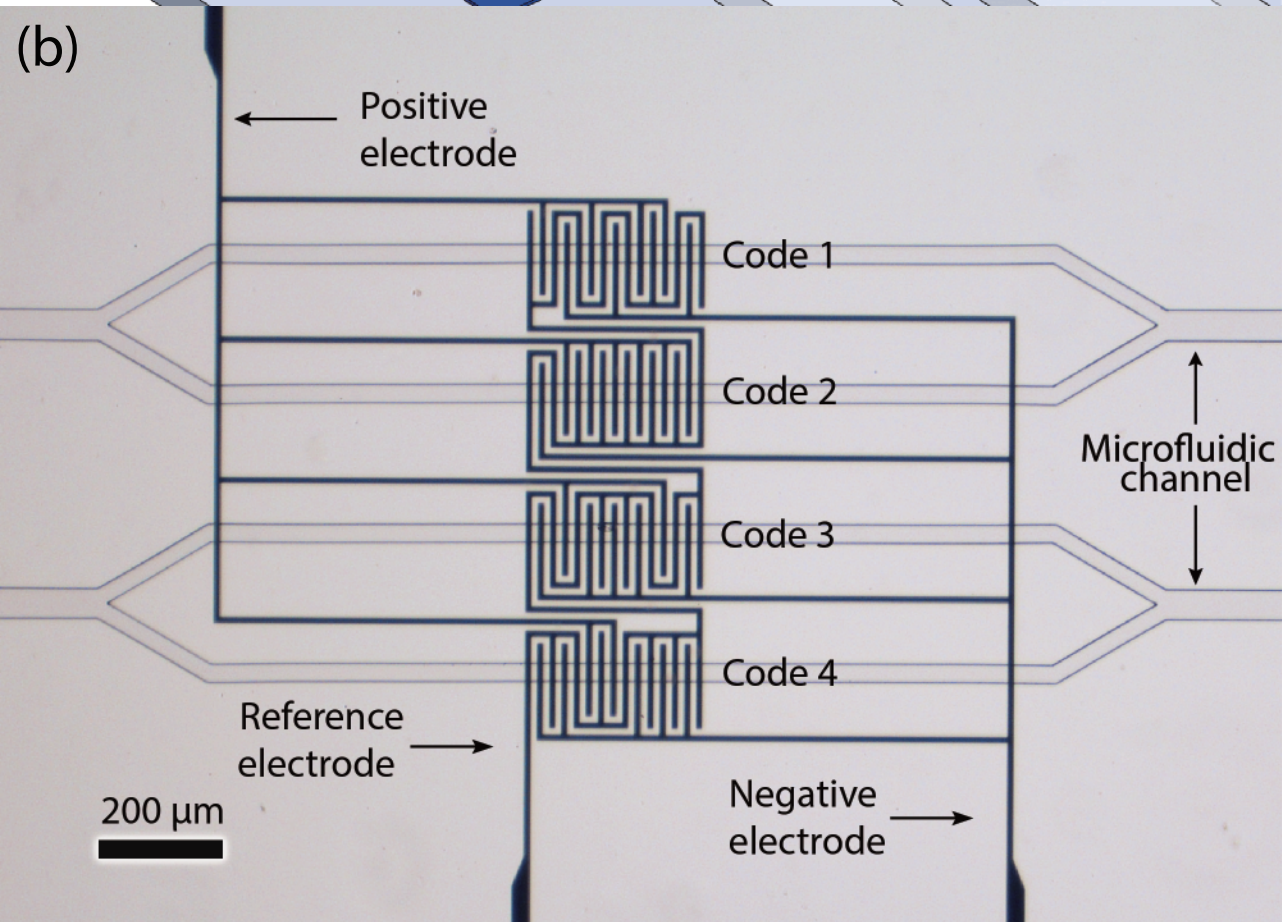 (b)
Positive
electrode
Code 1
Code 2
Microfluidic
channel
Code 3
Code 4
Reference
electrode
Negative
electrode
200 µm